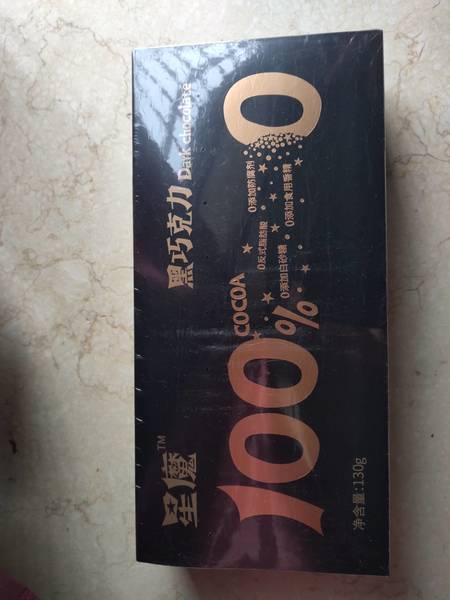 星魔™
黑巧克力 Dark chocolate
100%
COCOA
0
0反式脂肪酸
0添加防腐剂
0添加白砂糖
0添加食用香精
净含量:130g